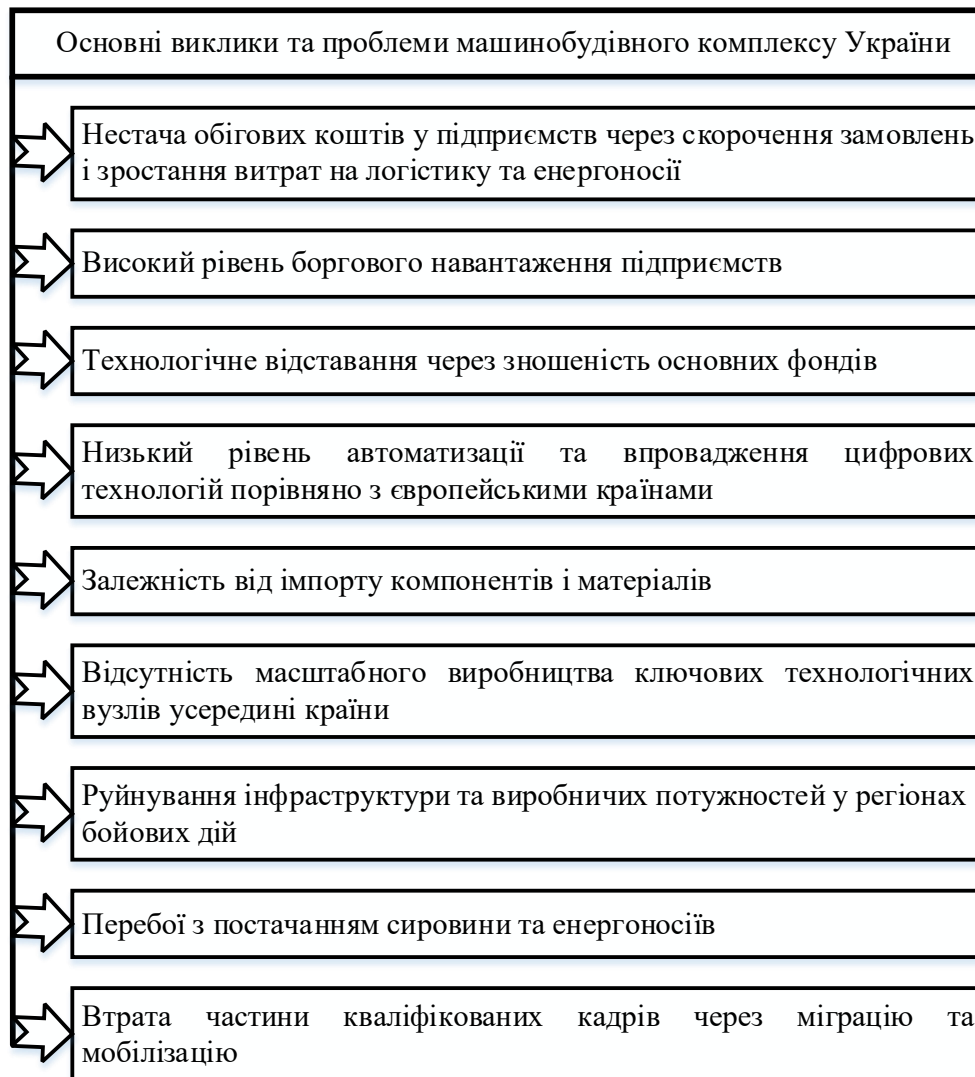 Основні виклики та проблеми машинобудівного комплексу України
Нестача обігових коштів у підприємств через скорочення замовлень
і зростання витрат на логістику та енергоносії
Високий рівень боргового навантаження підприємств
Технологічне відставання через зношеність основних фондів
Низький рівень автоматизації та впровадження цифрових
технологій порівняно з європейськими країнами
Залежність від імпорту компонентів і матеріалів
Відсутність масштабного виробництва ключових технологічних
вузлів усередині країни
Руйнування інфраструктури та виробничих потужностей у регіонах
бойових дій
Перебої з постачанням сировини та енергоносіїв
Втрата частини кваліфікованих кадрів через міграцію та
мобілізацію